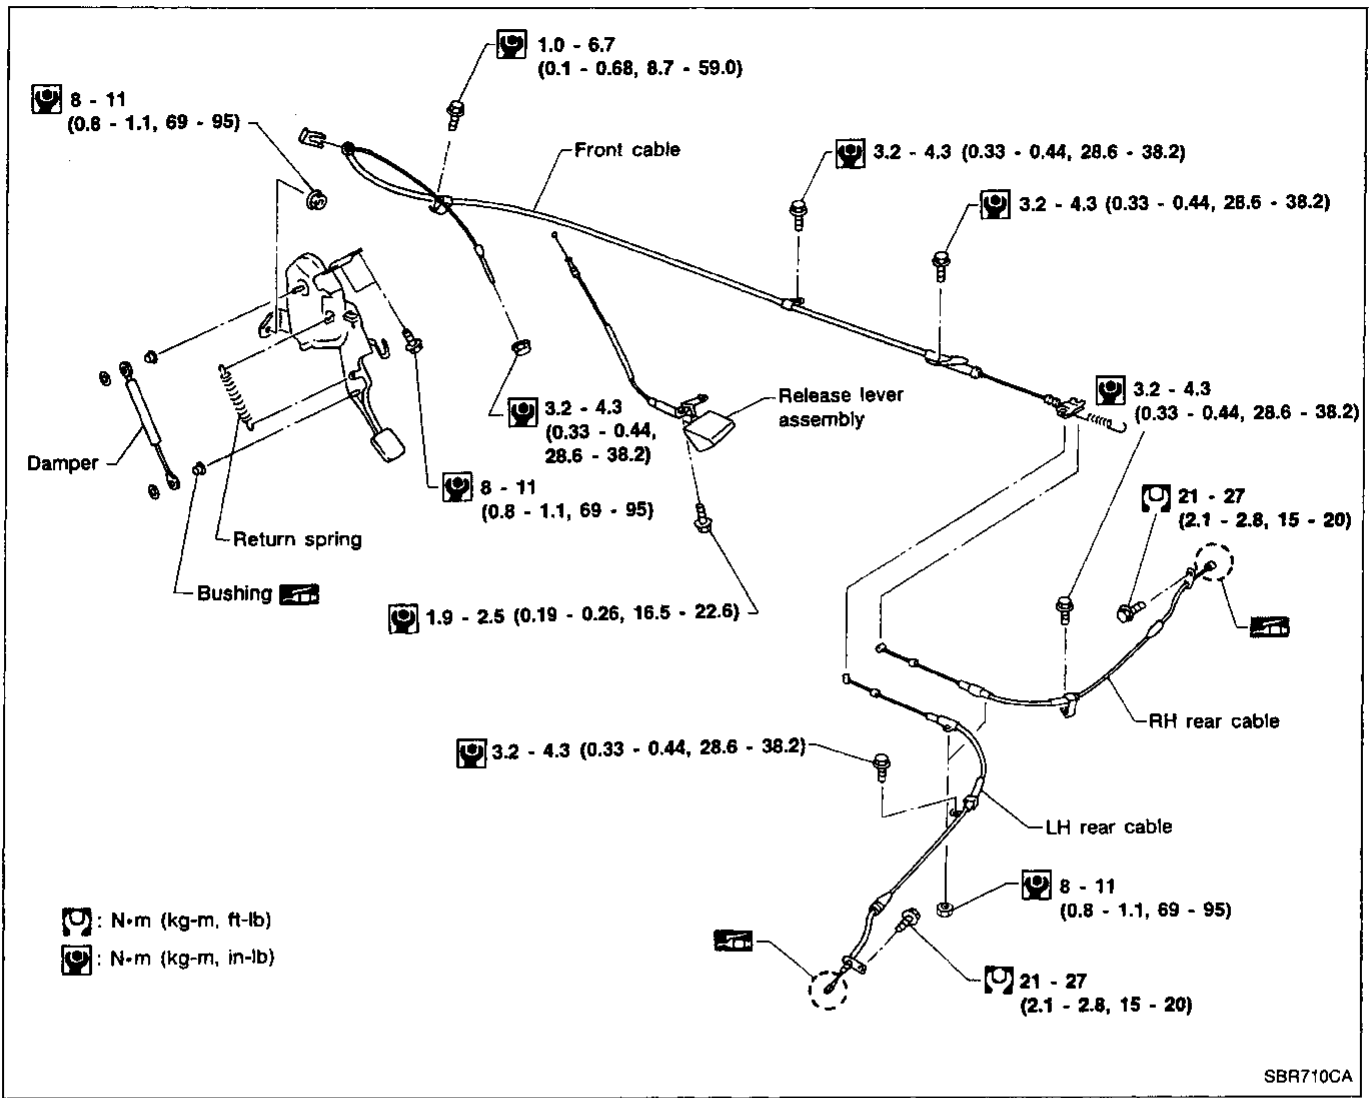 1.0 - 6.7
(0.1 - 0.68, 8.7 - 59.0)
8 - 11
(0.8 - 1.1, 69 - 95)
Front cable
3.2 - 4.3 (0.33 - 0.44, 28.6 - 38.2)
3.2 - 4.3 (0.33 - 0.44, 28.6 - 38.2)
3.2 - 4.3
(0.33 - 0.44, 28.6 - 38.2)
Release lever
assembly
3.2 - 4.3
(0.33 - 0.44,
28.6 - 38.2)
Damper
8 - 11
(0.8 - 1.1, 69 - 95)
21 - 27
(2.1 - 2.8, 15 - 20)
Return spring
Bushing
1.9 - 2.5 (0.19 - 0.26, 16.5 - 22.6)
RH rear cable
3.2 - 4.3 (0.33 - 0.44, 28.6 - 38.2)
LH rear cable
8 - 11
(0.8 - 1.1, 69 - 95)
: N•m (kg-m, ft-lb)
: N•m (kg-m, in-lb)
21 - 27
(2.1 - 2.8, 15 - 20)
SBR710CA